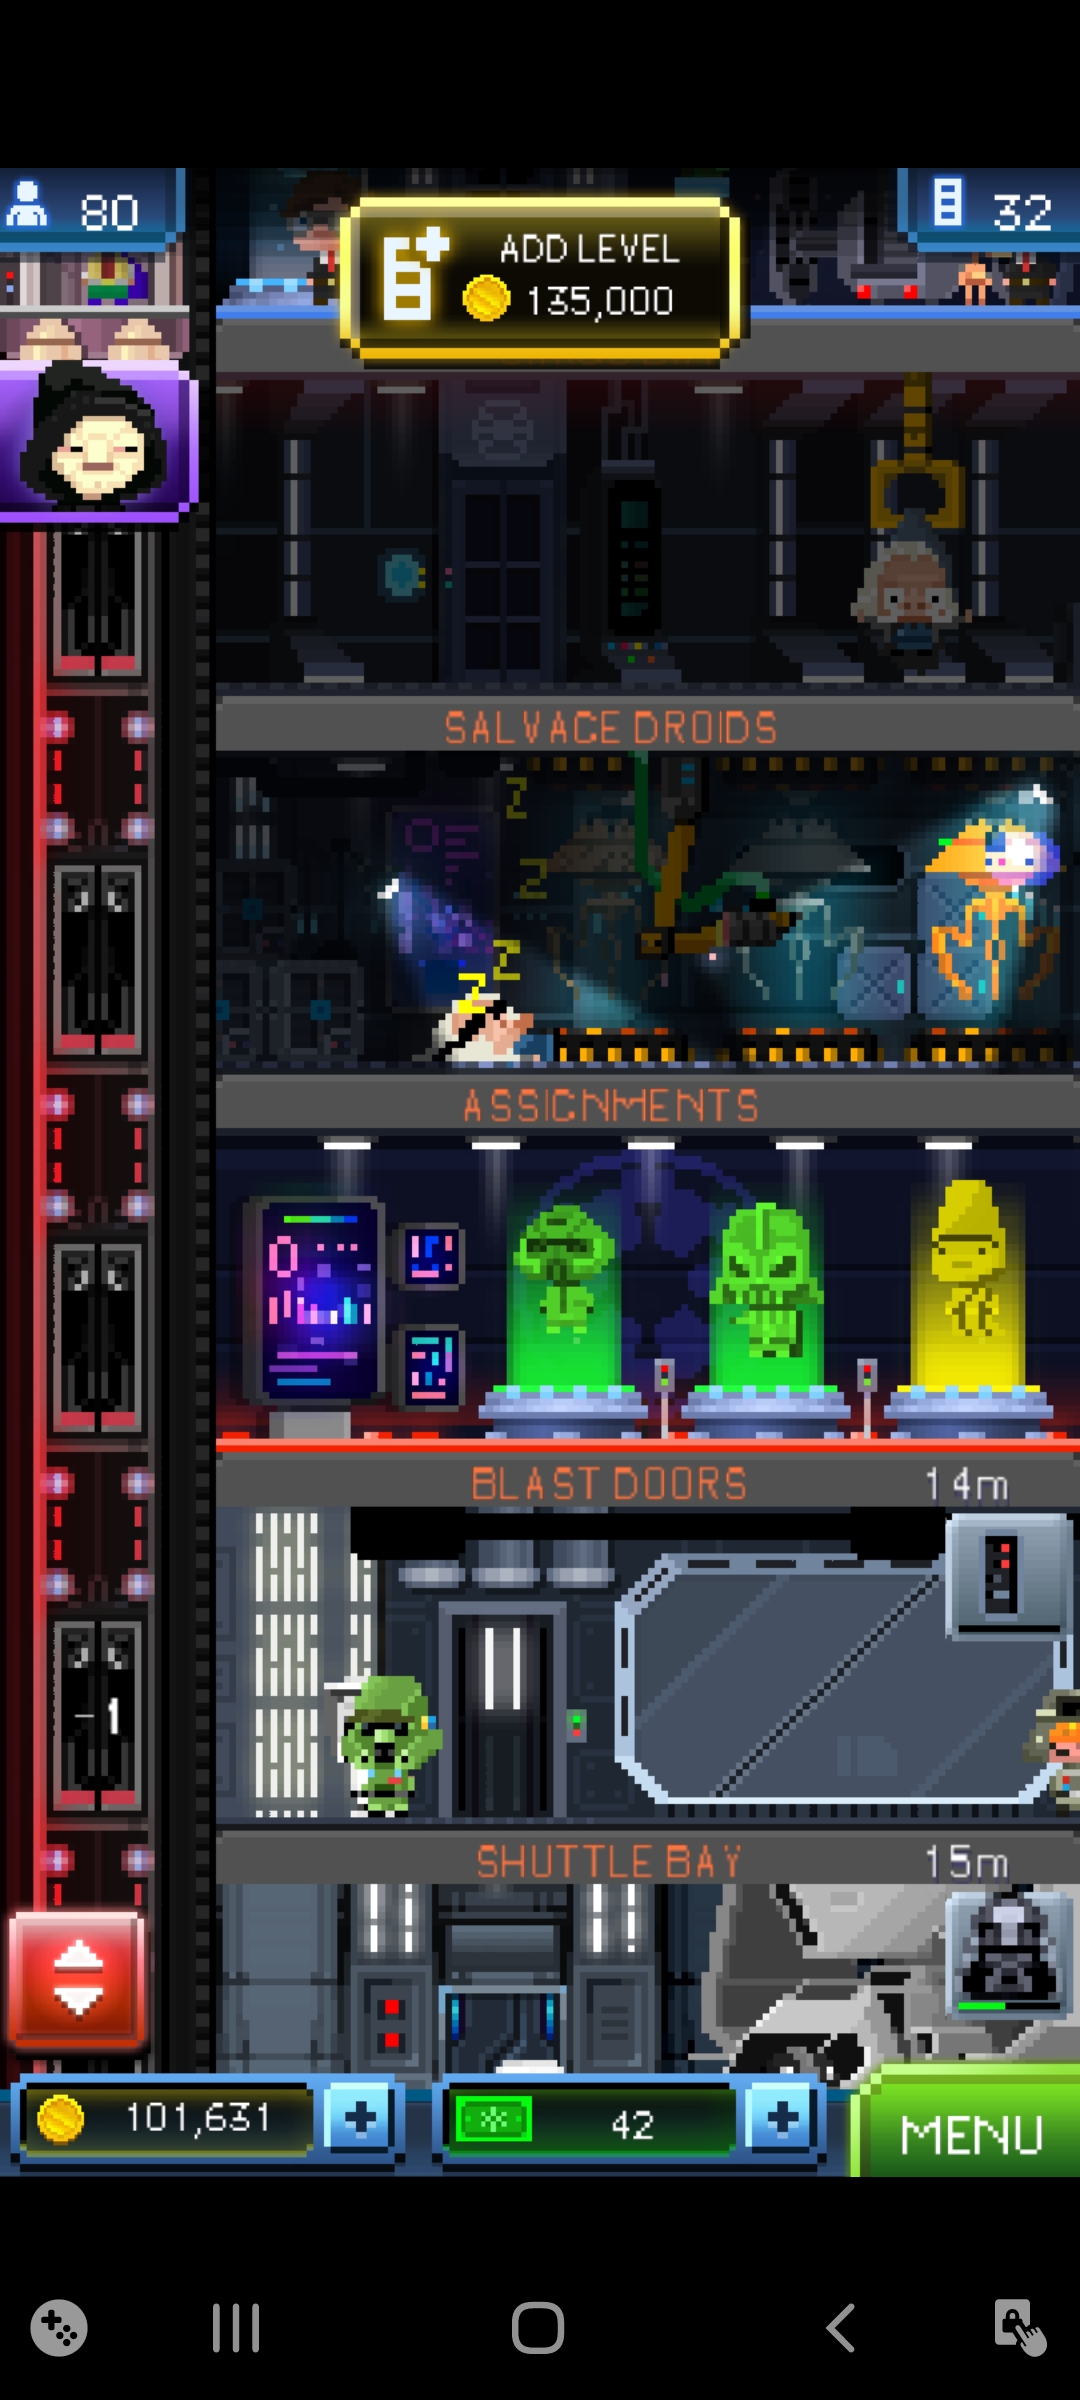 80
32
ADD LEVEL
135,000
SALVAGE DROIDS
Z
Z
Z
Z
ASSIGNMENTS
BLAST DOORS 14m
-1
SHUTTLE BAY 15m
101,631
42
MENU